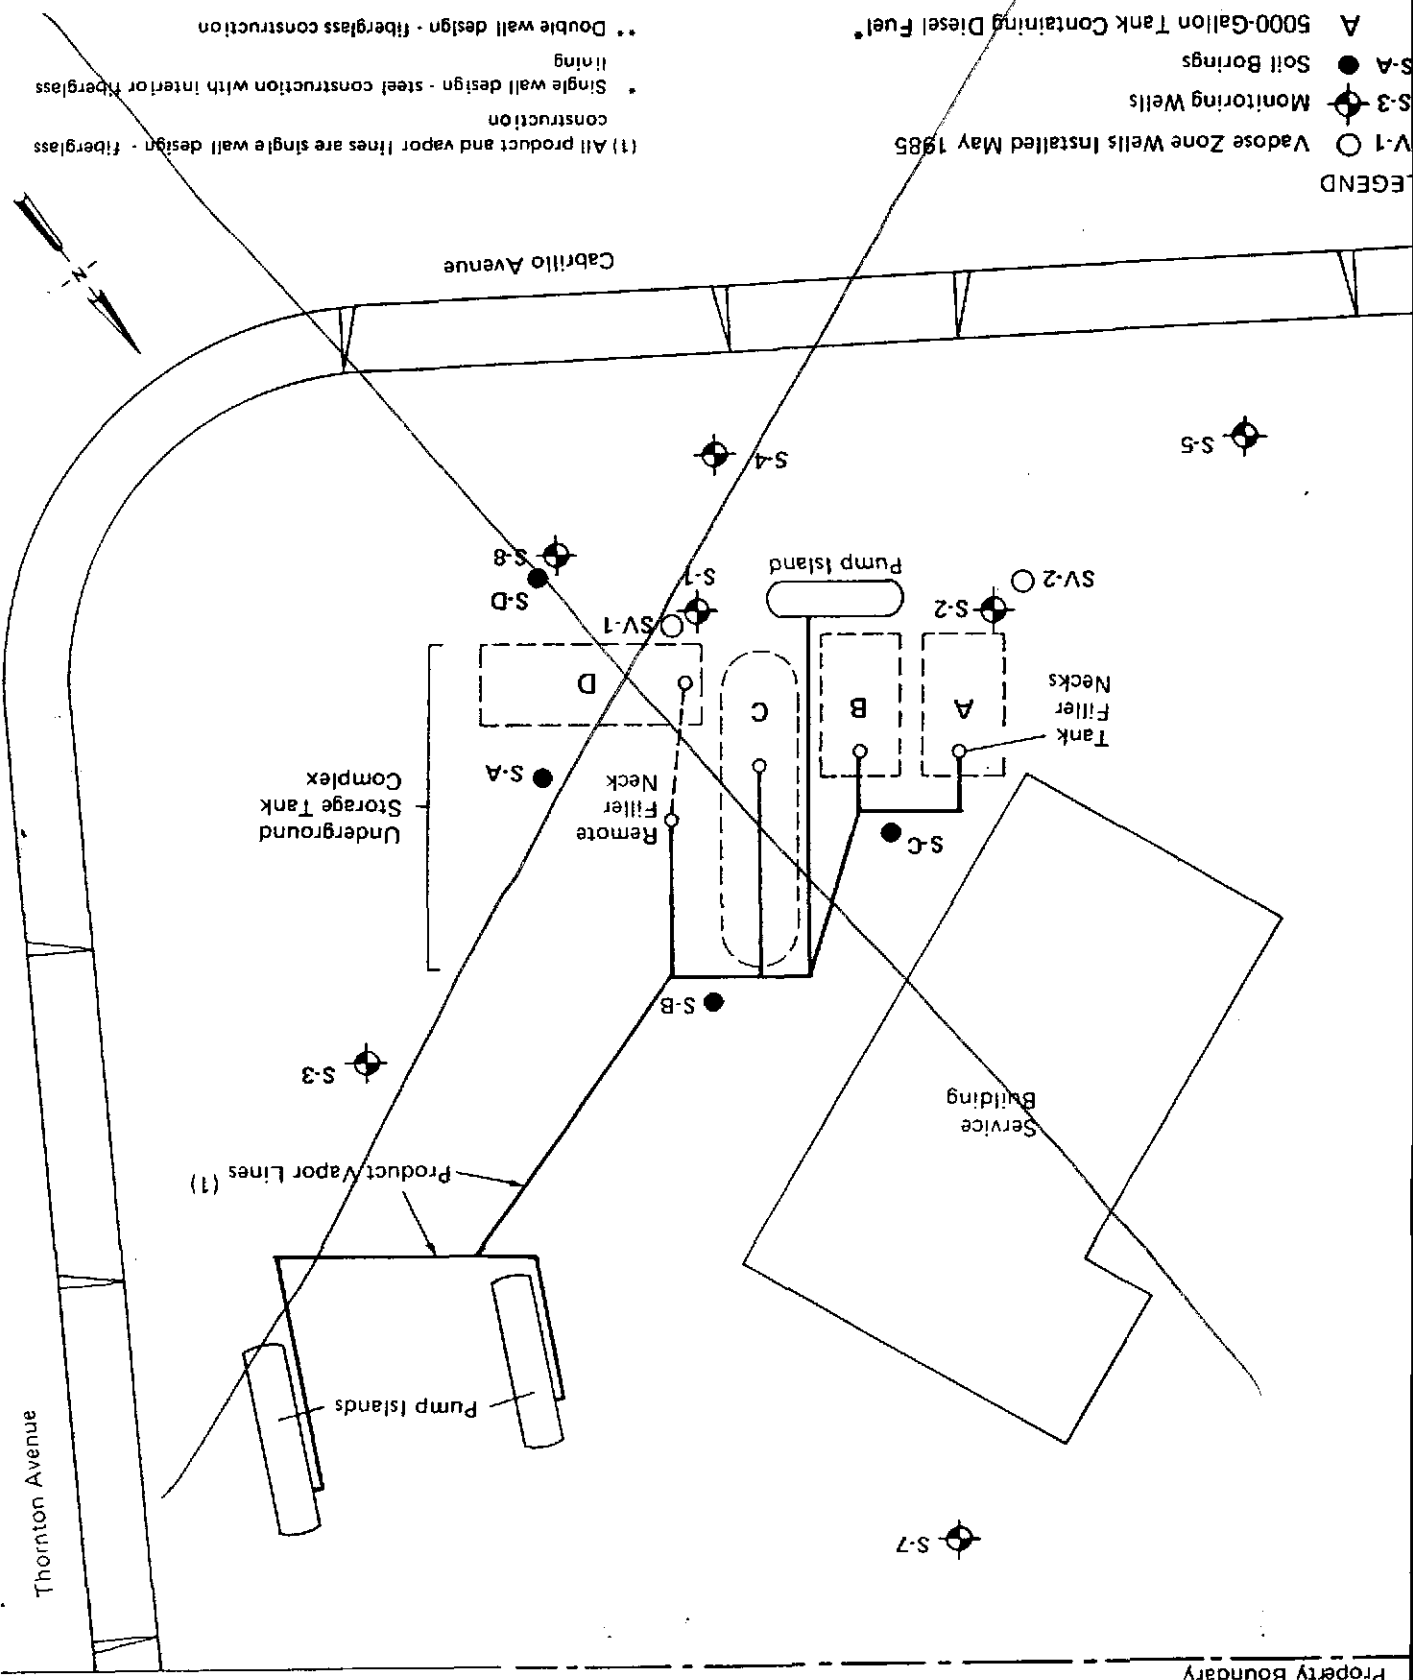 Property Boundary
S-7
Thornton Avenue
Pump Islands
Product Vapor Lines (1)
Service
Building
S-3
S-B
S-C
Underground
Storage Tank
Complex
Remote
Filler
Neck
S-A
Tank
Filler
Necks
A
B
C
D
SV-1
S-1
S-2
SV-2
S-D
S-8
Pump Island
S-4
S-5
Cabrillo Avenue
N
LEGEND
V-1 Vadose Zone Wells Installed May 1985
S-3 Monitoring Wells
S-A Soil Borings
A 5000-Gallon Tank Containing Diesel Fuel*
(1) All product and vapor lines are single wall design - fiberglass
construction
* Single wall design - steel construction with interior fiberglass
lining
** Double wall design - fiberglass construction